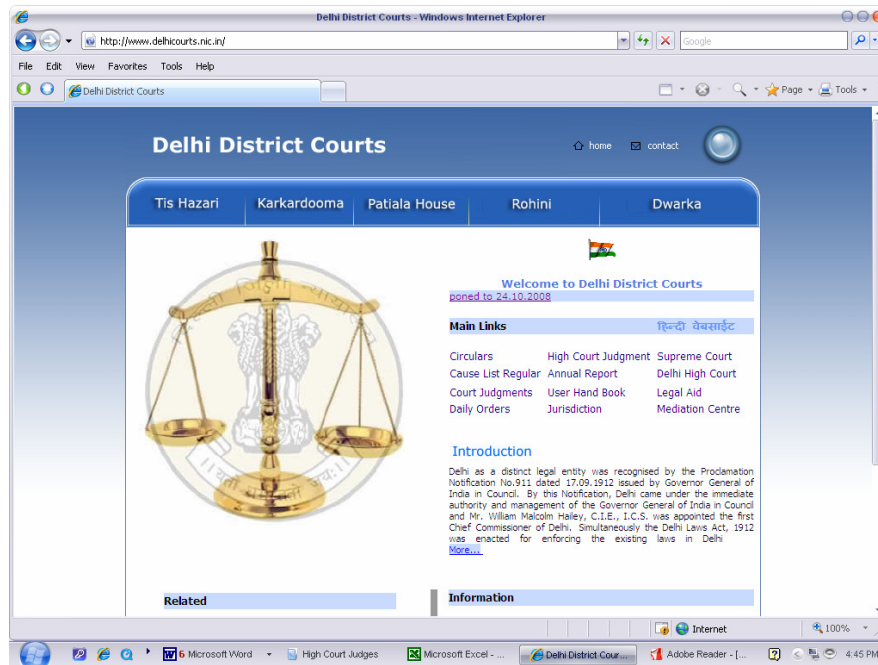 Delhi District Courts - Windows Internet Explorer
http://www.delhicourts.nic.in/
Google
File Edit View Favorites Tools Help
Delhi District Courts
Page Tools
Delhi District Courts
home contact
Tis Hazari Karkardooma Patiala House Rohini Dwarka
Welcome to Delhi District Courts
poned to 24.10.2008
Main Links हिन्दी वेबसाईट
Circulars High Court Judgment Supreme Court
Cause List Regular Annual Report Delhi High Court
Court Judgments User Hand Book Legal Aid
Daily Orders Jurisdiction Mediation Centre
Introduction
Delhi as a distinct legal entity was recognised by the Proclamation
Notification No.911 dated 17.09.1912 issued by Governor General of
India in Council. By this Notification, Delhi came under the immediate
authority and management of the Governor General of India in Council
and Mr. William Malcolm Hailey, C.I.E., I.C.S. was appointed the first
Chief Commissioner of Delhi. Simultaneously the Delhi Laws Act, 1912
was enacted for enforcing the existing laws in Delhi
More...
Related Information
Internet 100%
6 Microsoft Word High Court Judges Microsoft Excel - ... Delhi District Cour... Adobe Reader - [... 4:45 PM